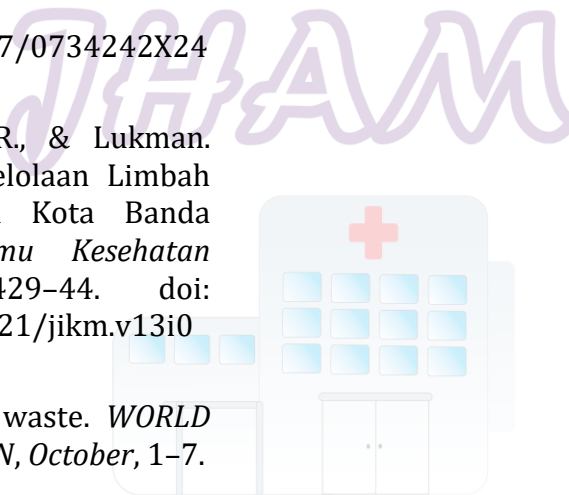 7/0734242X24
JHAM
R., & Lukman.
elolaan Limbah
Kota Banda
mu Kesehatan
429–44. doi:
21/jikm.v13i0
waste. WORLD
N, October, 1–7.